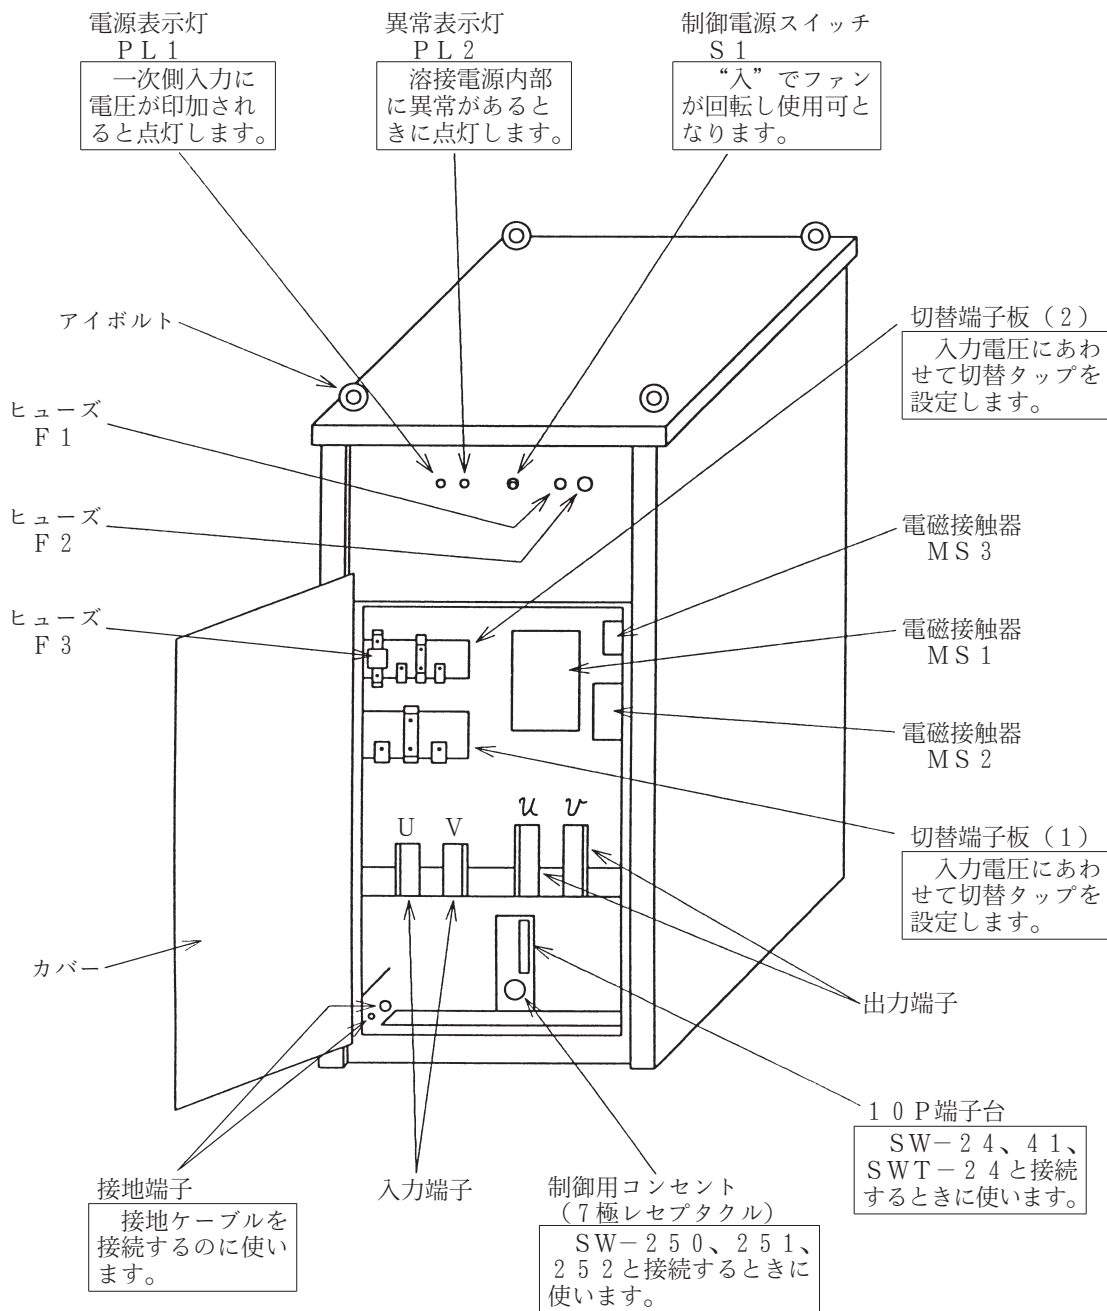 電源表示灯
PL1
一次側入力に
電圧が印加され
ると点灯します。
異常表示灯
PL2
溶接電源内部
に異常があると
きに点灯します。
制御電源スイッチ
S1
“入”でファン
が回転し使用可と
なります。
アイボルト
ヒューズ
F1
ヒューズ
F2
ヒューズ
F3
カバー
切替端子板(2)
入力電圧にあわ
せて切替タップを
設定します。
電磁接触器
MS3
電磁接触器
MS1
電磁接触器
MS2
切替端子板(1)
入力電圧にあわ
せて切替タップを
設定します。
U V u v
出力端子
接地端子
接地ケーブルを
接続するのに使い
ます。
入力端子
制御用コンセント
(7極レセプタクル)
SW-250、251、
252と接続するときに
使います。
10P端子台
SW-24、41、
SWT-24と接続
するときに使います。